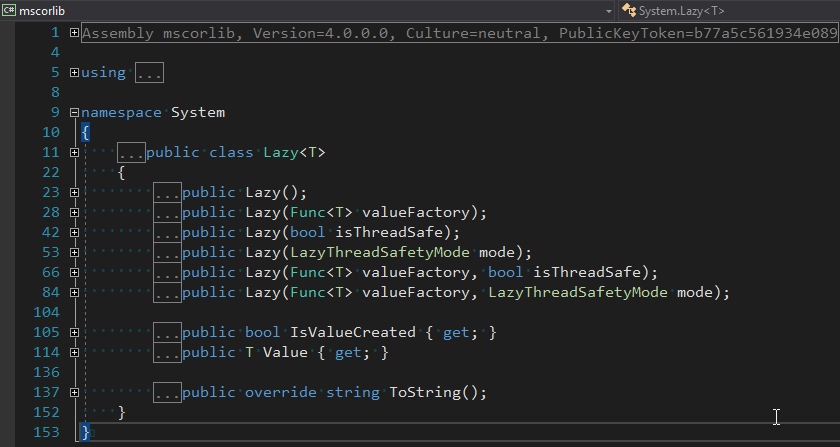 C# mscorlib System.Lazy<T>
1 Assembly mscorlib, Version=4.0.0.0, Culture=neutral, PublicKeyToken=b77a5c561934e089
4
5 using ...
8
9 namespace System
10 {
11 ...public class Lazy<T>
22 {
23 ...public Lazy();
28 ...public Lazy(Func<T> valueFactory);
42 ...public Lazy(bool isThreadSafe);
53 ...public Lazy(LazyThreadSafetyMode mode);
66 ...public Lazy(Func<T> valueFactory, bool isThreadSafe);
84 ...public Lazy(Func<T> valueFactory, LazyThreadSafetyMode mode);
104
105 ...public bool IsValueCreated { get; }
114 ...public T Value { get; }
136
137 ...public override string ToString();
152 }
153 }